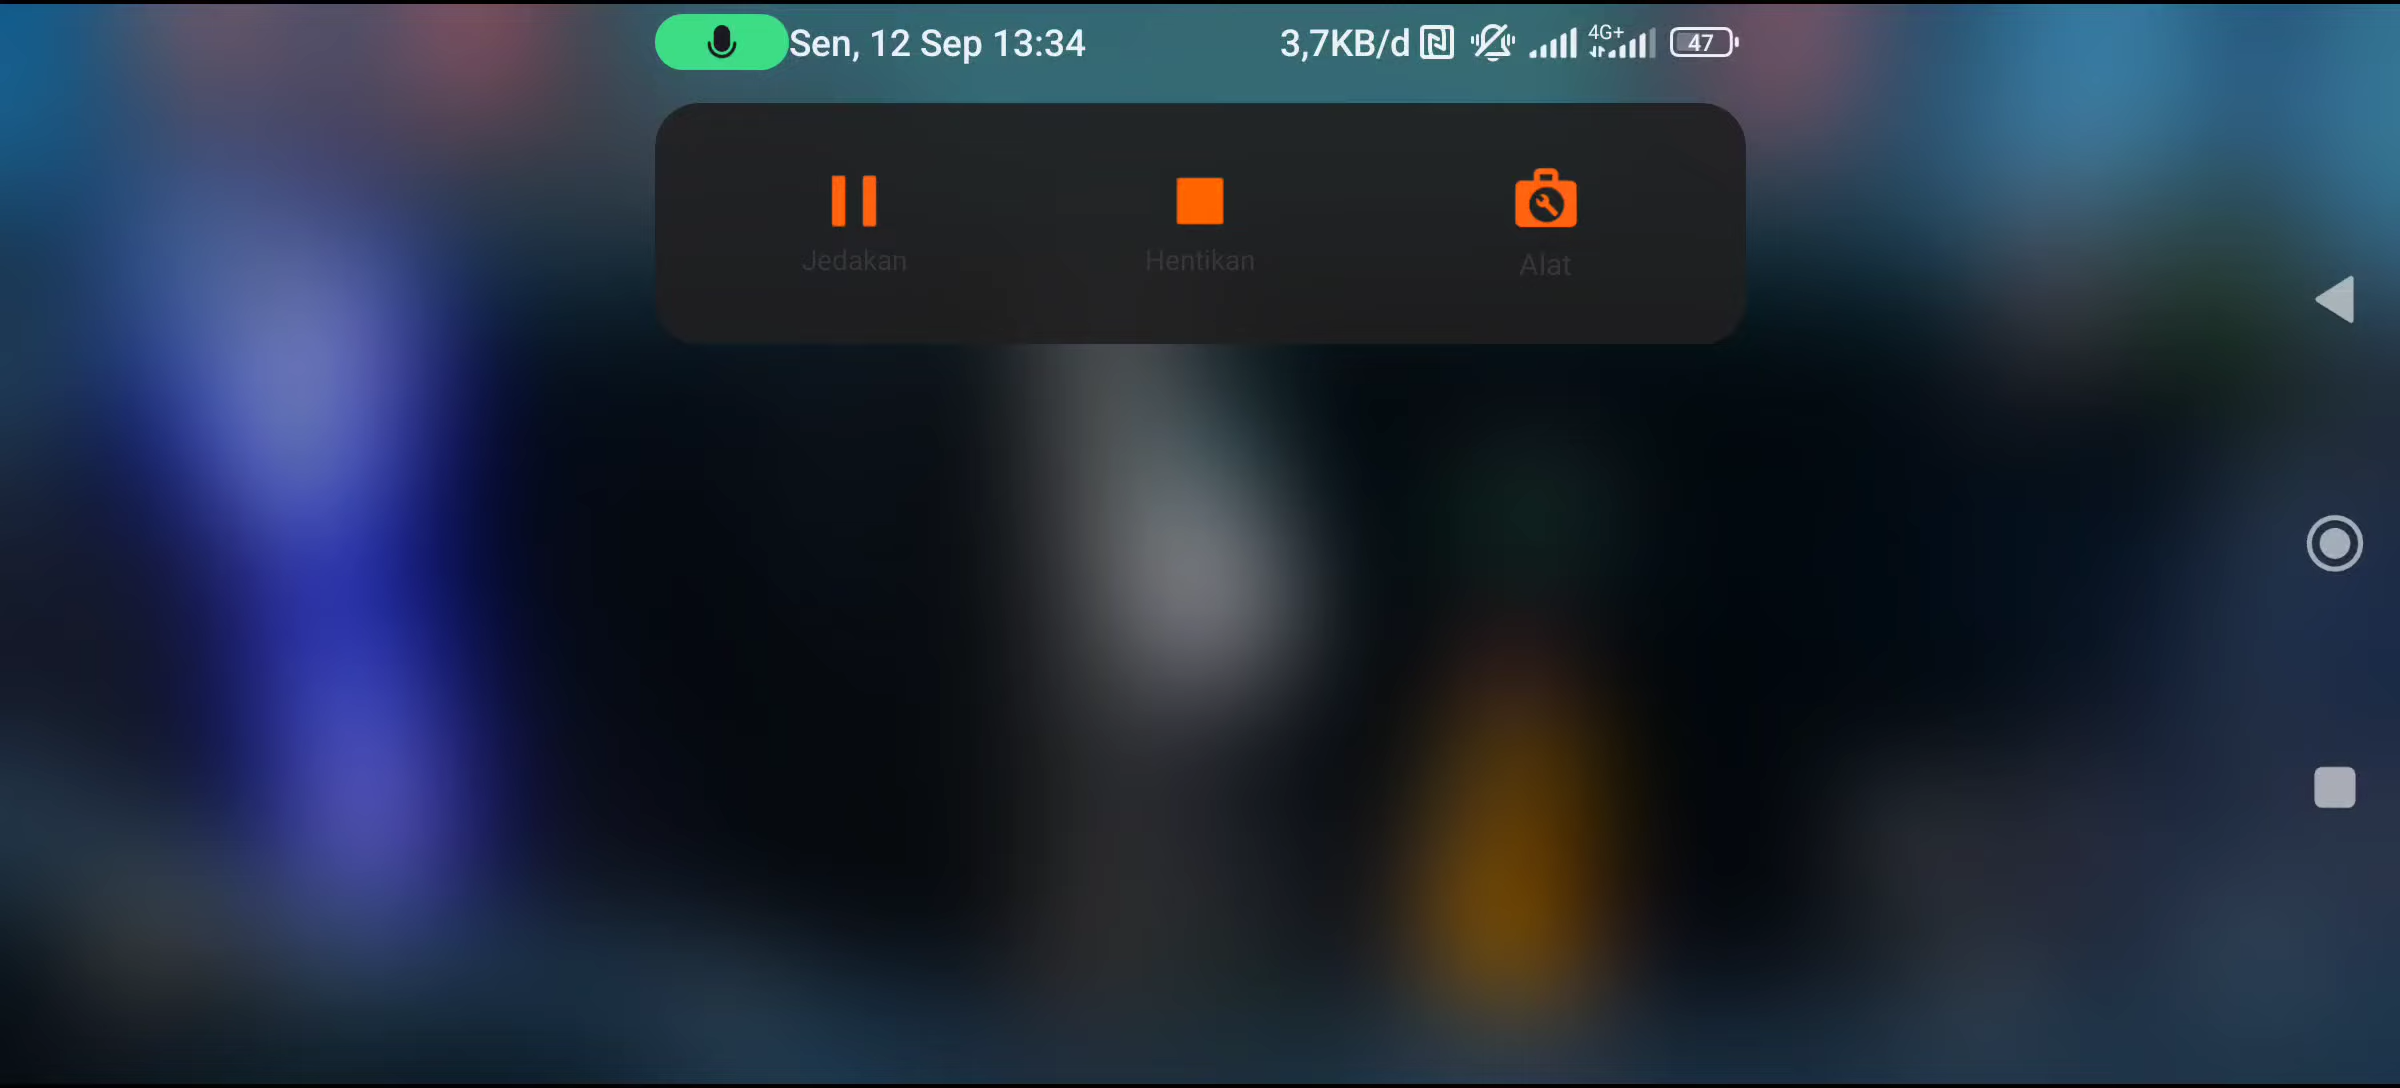 Sen, 12 Sep 13:34 3,7KB/d 4G+ 47
Jedakan Hentikan Alat